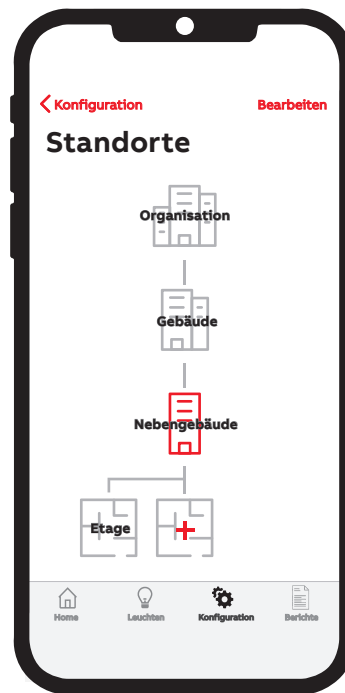 Konfiguration
Bearbeiten
Standorte
Organisation
Gebäude
Nebengebäude
Etage
Home
Leuchten
Konfiguration
Berichte